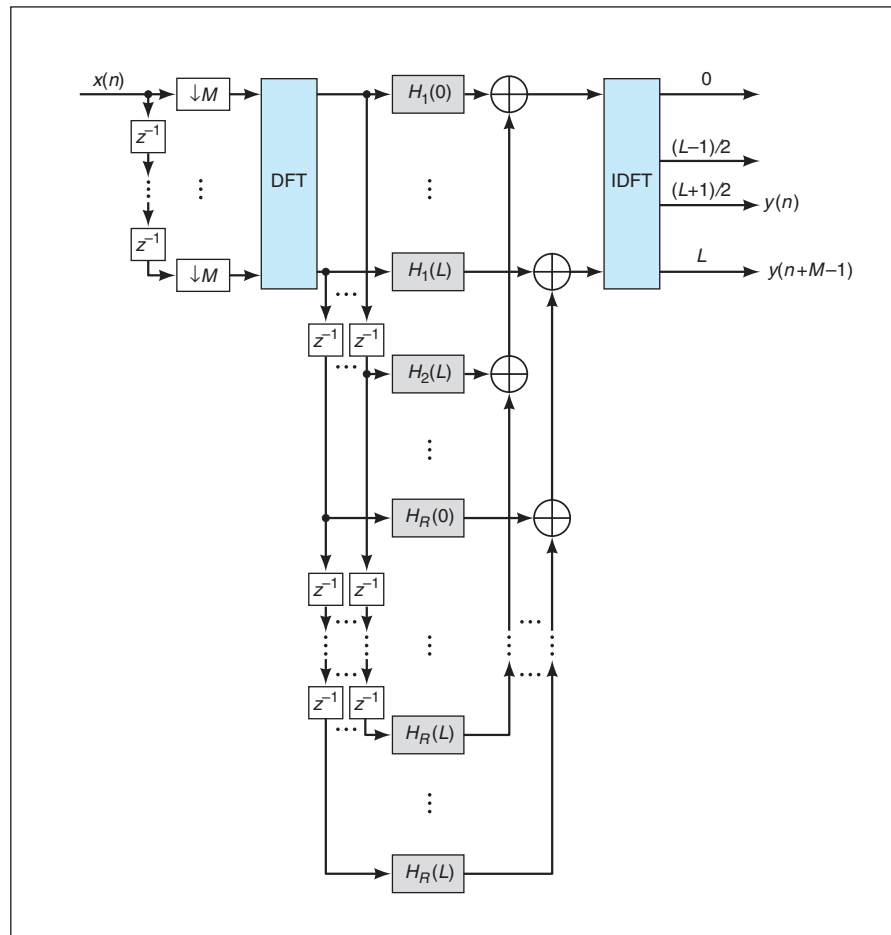 x(n)
↓M
H₁(0)
0
z⁻¹
(L–1)/2
DFT
IDFT
(L+1)/2
y(n)
z⁻¹
↓M
H₁(L)
L
y(n+M–1)
z⁻¹ z⁻¹
H₂(L)
H_R(0)
z⁻¹ z⁻¹
z⁻¹ z⁻¹
H_R(L)
H_R(L)